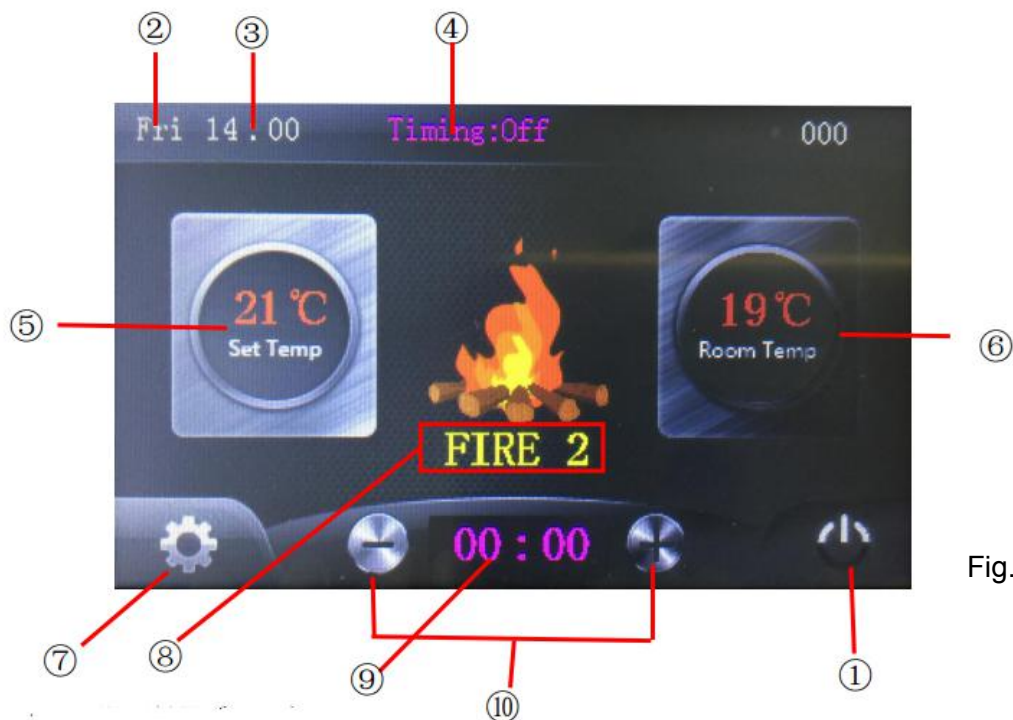 ② ③ ④
Fri 14:00 Timing:Off 000
⑤ 21℃ 19℃ ⑥
Set Temp Room Temp
FIRE 2
00:00
Fig.
⑦ ⑧ ⑨ ⑩ ①